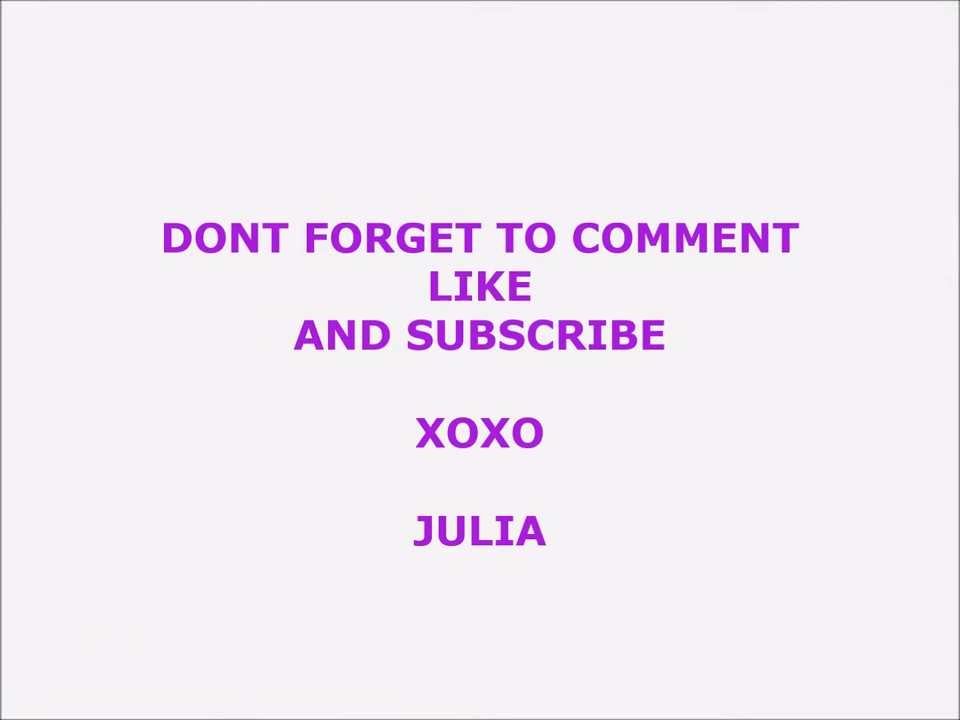 DONT FORGET TO COMMENT
LIKE
AND SUBSCRIBE
XOXO
JULIA